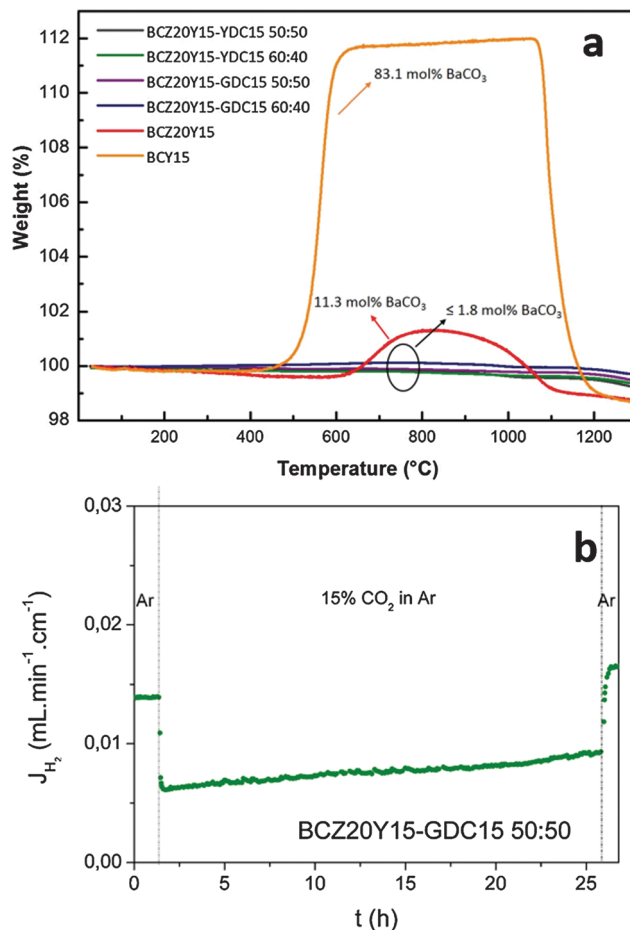 a
BCZ20Y15-YDC15 50:50
BCZ20Y15-YDC15 60:40
BCZ20Y15-GDC15 50:50
BCZ20Y15-GDC15 60:40
BCZ20Y15
BCY15
83.1 mol% BaCO₃
11.3 mol% BaCO₃
≤ 1.8 mol% BaCO₃
Weight (%)
112
110
108
106
104
102
100
98
200 400 600 800 1000 1200
Temperature (°C)
b
0,03
0,02
0,01
0,00
Ar
15% CO₂ in Ar
Ar
J_H₂ (mL.min⁻¹.cm⁻¹)
BCZ20Y15-GDC15 50:50
0 5 10 15 20 25
t (h)